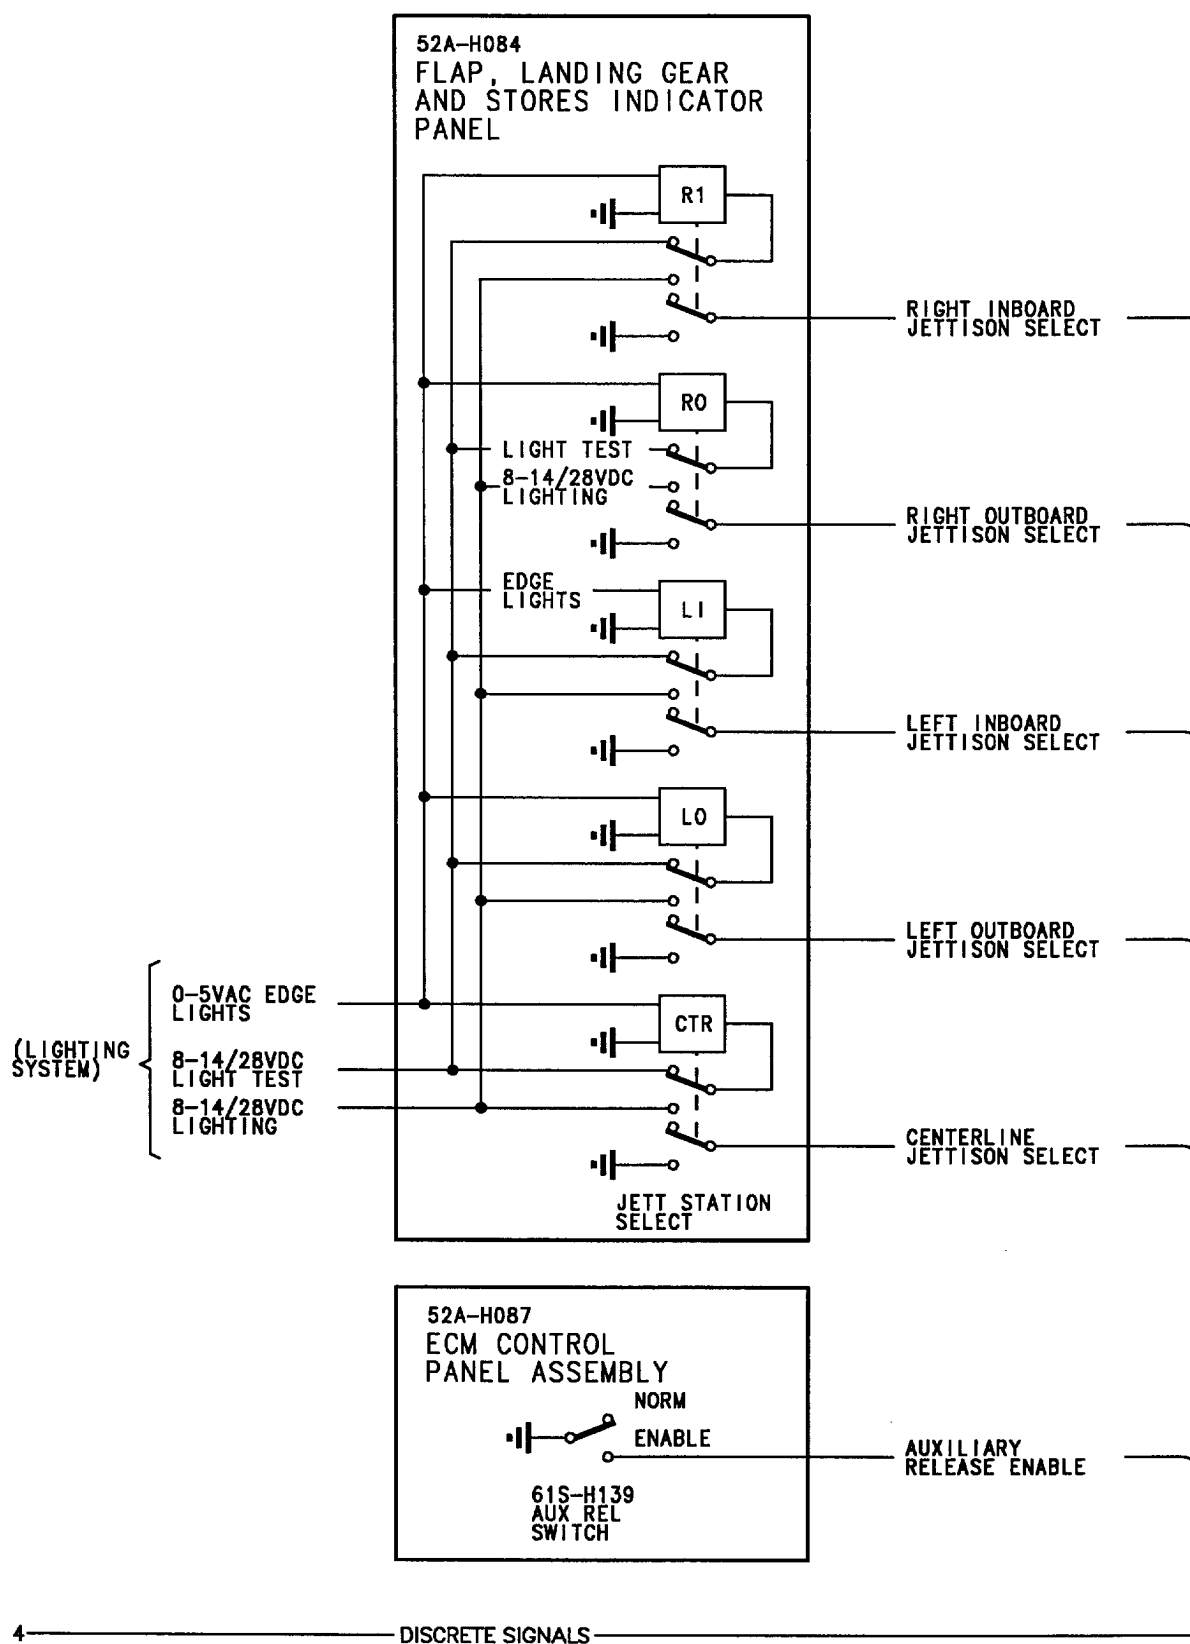 52A-H084
FLAP, LANDING GEAR
AND STORES INDICATOR
PANEL
R1
RIGHT INBOARD
JETTISON SELECT
RO
LIGHT TEST
8-14/28VDC
LIGHTING
RIGHT OUTBOARD
JETTISON SELECT
EDGE
LIGHTS
LI
LEFT INBOARD
JETTISON SELECT
LO
LEFT OUTBOARD
JETTISON SELECT
(LIGHTING
SYSTEM)
0-5VAC EDGE
LIGHTS
8-14/28VDC
LIGHT TEST
8-14/28VDC
LIGHTING
CTR
CENTERLINE
JETTISON SELECT
JETT STATION
SELECT
52A-H087
ECM CONTROL
PANEL ASSEMBLY
NORM
ENABLE
AUXILIARY
RELEASE ENABLE
61S-H139
AUX REL
SWITCH
4 DISCRETE SIGNALS